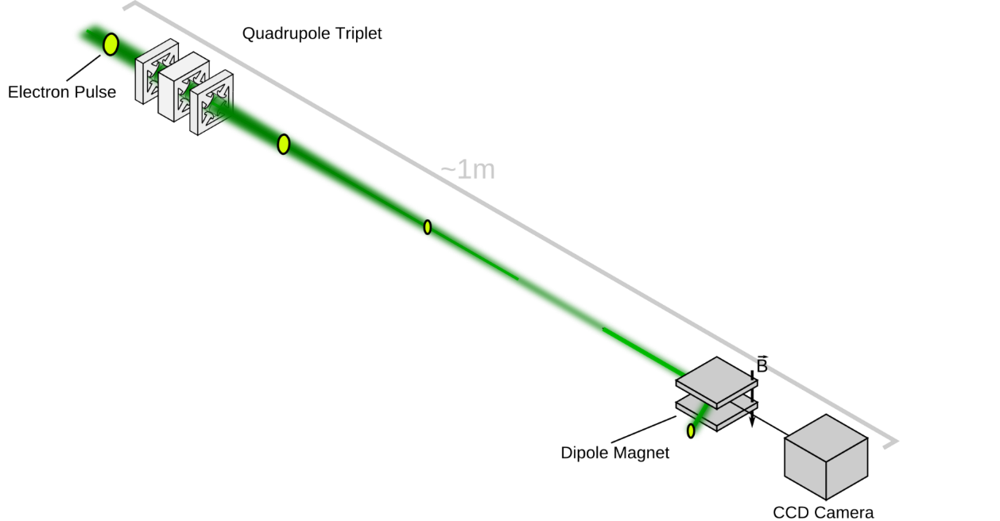 Quadrupole Triplet
Electron Pulse
~1m
B
Dipole Magnet
CCD Camera